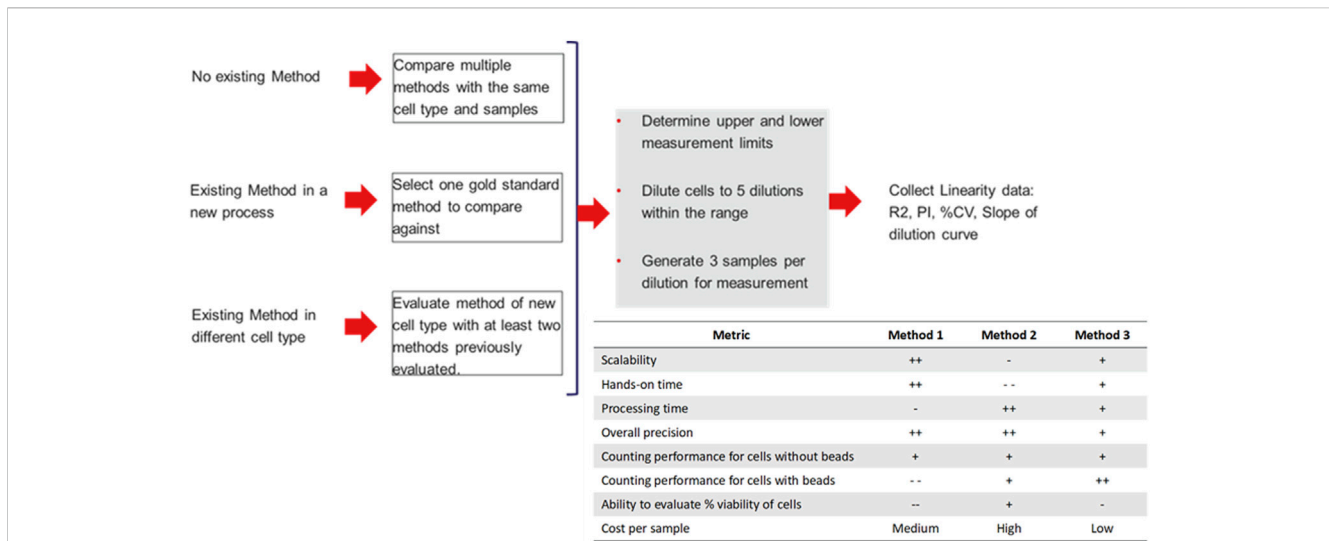 No existing Method
Compare multiple
methods with the same
cell type and samples
Existing Method in a
new process
Select one gold standard
method to compare
against
Existing Method in
different cell type
Evaluate method of new
cell type with at least two
methods previously
evaluated.
• Determine upper and lower
measurement limits
• Dilute cells to 5 dilutions
within the range
• Generate 3 samples per
dilution for measurement
Collect Linearity data:
R2, PI, %CV, Slope of
dilution curve
Metric Method 1 Method 2 Method 3
Scalability ++ - +
Hands-on time ++ - - +
Processing time - ++ +
Overall precision ++ ++ +
Counting performance for cells without beads + + +
Counting performance for cells with beads - - + ++
Ability to evaluate % viability of cells -- + -
Cost per sample Medium High Low